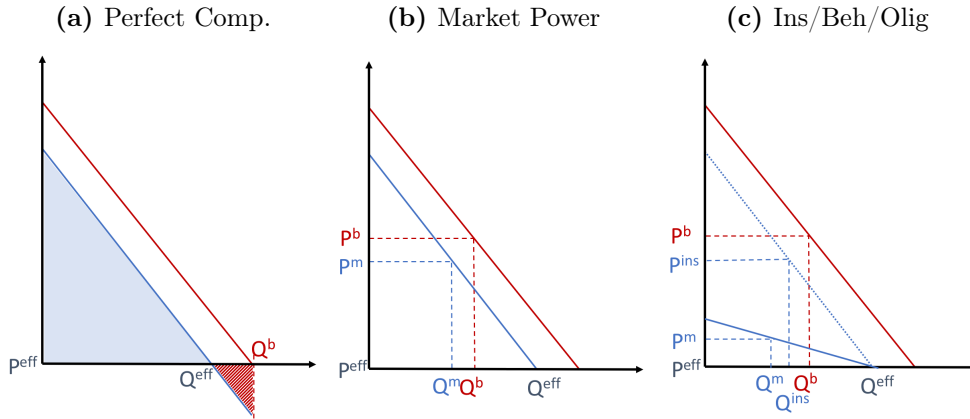 (a) Perfect Comp.
P^eff
Q^eff
Q^b
(b) Market Power
P^b
P^m
P^eff
Q^m
Q^b
Q^eff
(c) Ins/Beh/Olig
P^b
P^ins
P^m
P^eff
Q^m
Q^ins
Q^b
Q^eff